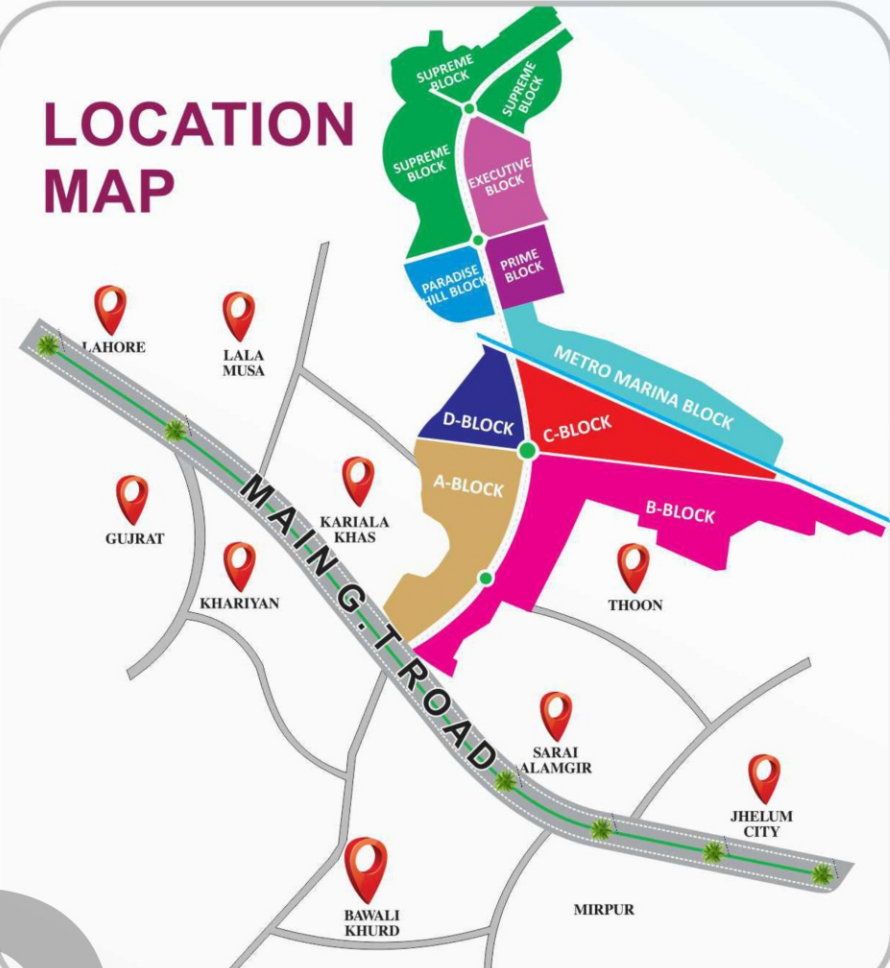 LOCATION
MAP
SUPREME
BLOCK
SUPREME
BLOCK
SUPREME
BLOCK
EXECUTIVE
BLOCK
PARADISE
HILL BLOCK
PRIME
BLOCK
METRO MARINA BLOCK
D-BLOCK
C-BLOCK
A-BLOCK
B-BLOCK
LAHORE
LALA
MUSA
GUJRAT
KARIALA
KHAS
KHARIYAN
THOON
MAIN G.T ROAD
SARAI
ALAMGIR
JHELUM
CITY
BAWALI
KHURD
MIRPUR